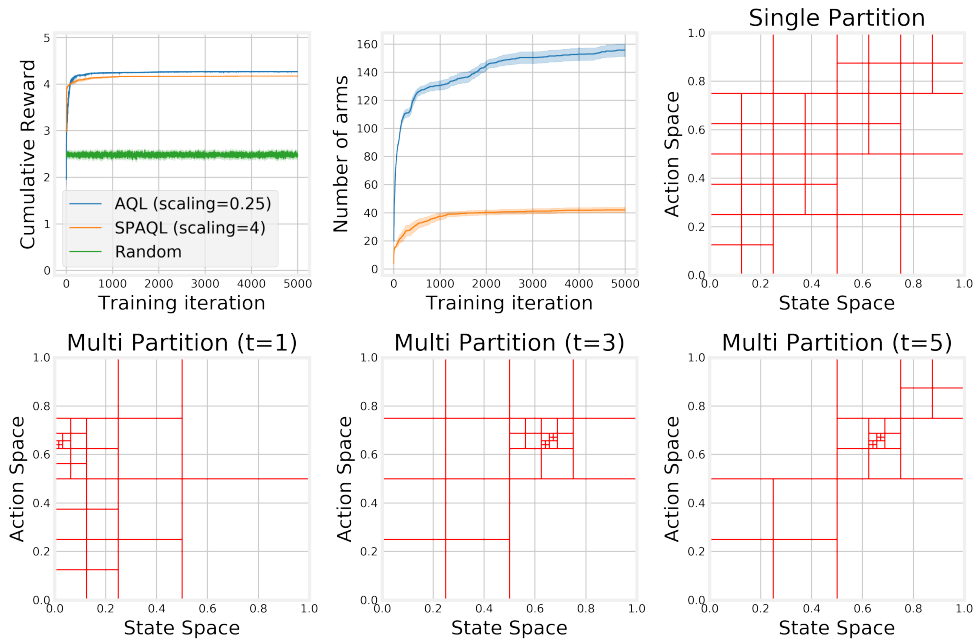 Cumulative Reward
5
4
3
2
1
0
AQL (scaling=0.25)
SPAQL (scaling=4)
Random
0 1000 2000 3000 4000 5000
Training iteration
Number of arms
160
140
120
100
80
60
40
20
0
0 1000 2000 3000 4000 5000
Training iteration
Single Partition
Action Space
1.0
0.8
0.6
0.4
0.2
0.0
0.0 0.2 0.4 0.6 0.8 1.0
State Space
Multi Partition (t=1)
Action Space
1.0
0.8
0.6
0.4
0.2
0.0
0.0 0.2 0.4 0.6 0.8 1.0
State Space
Multi Partition (t=3)
Action Space
1.0
0.8
0.6
0.4
0.2
0.0
0.0 0.2 0.4 0.6 0.8 1.0
State Space
Multi Partition (t=5)
Action Space
1.0
0.8
0.6
0.4
0.2
0.0
0.0 0.2 0.4 0.6 0.8 1.0
State Space